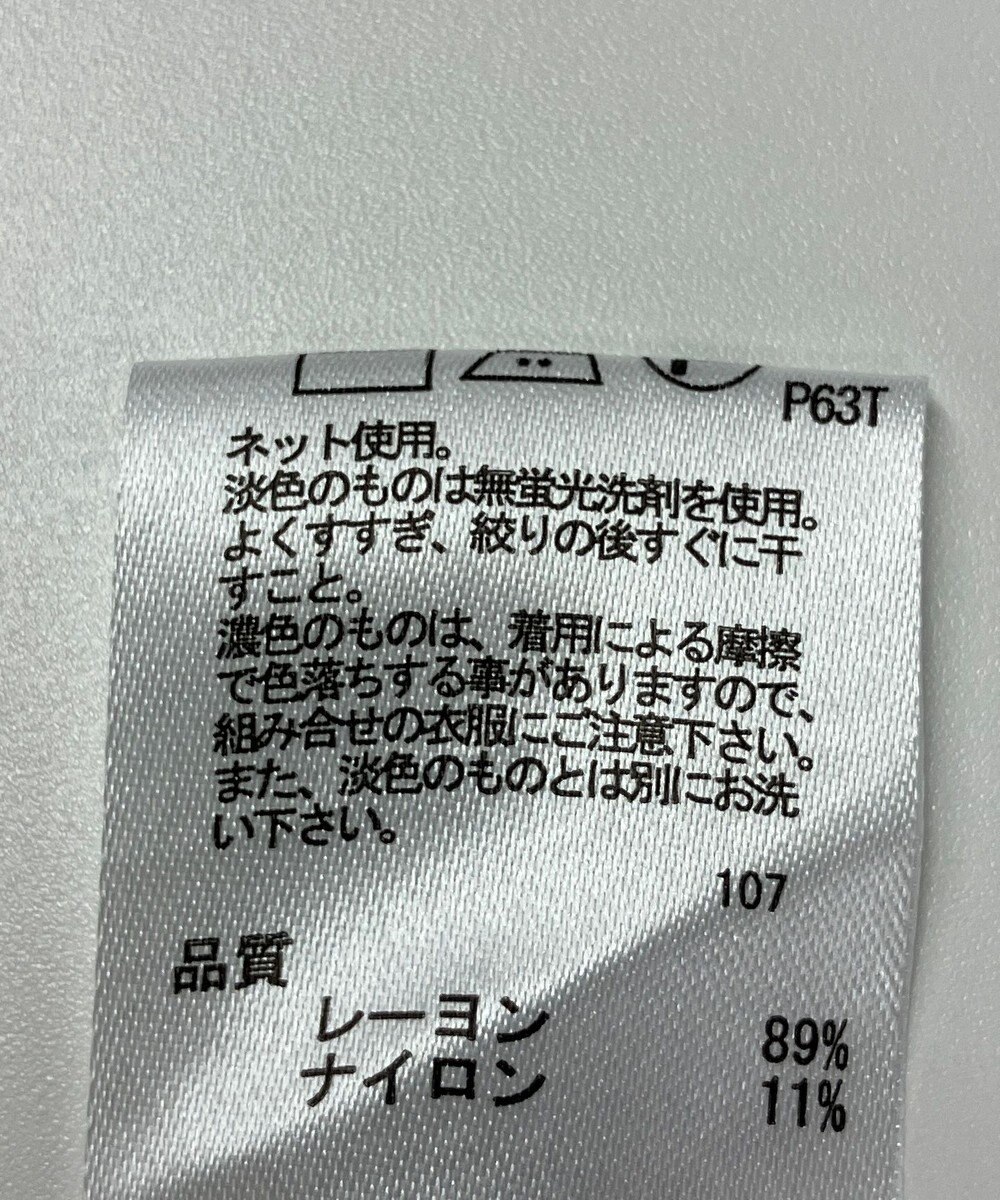 P63T
ネット使用。
淡色のものは無蛍光洗剤を使用。
よくすすぎ、絞りの後すぐに干
すこと。
濃色のものは、着用による摩擦
で色落ちする事がありますので、
組み合せの衣服にご注意下さい。
また、淡色のものとは別にお洗
い下さい。
107
品質
レーヨン 89%
ナイロン 11%